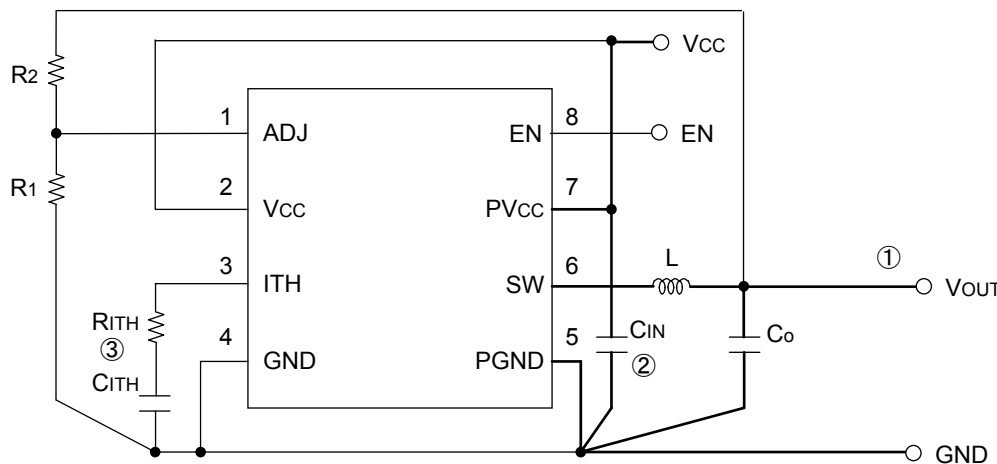 VCC
R2
1
ADJ
EN
8
EN
R1
2
VCC
PVCC
7
3
ITH
SW
6
L
①
VOUT
RITH
③
CITH
4
GND
PGND
5
CIN
②
Co
GND